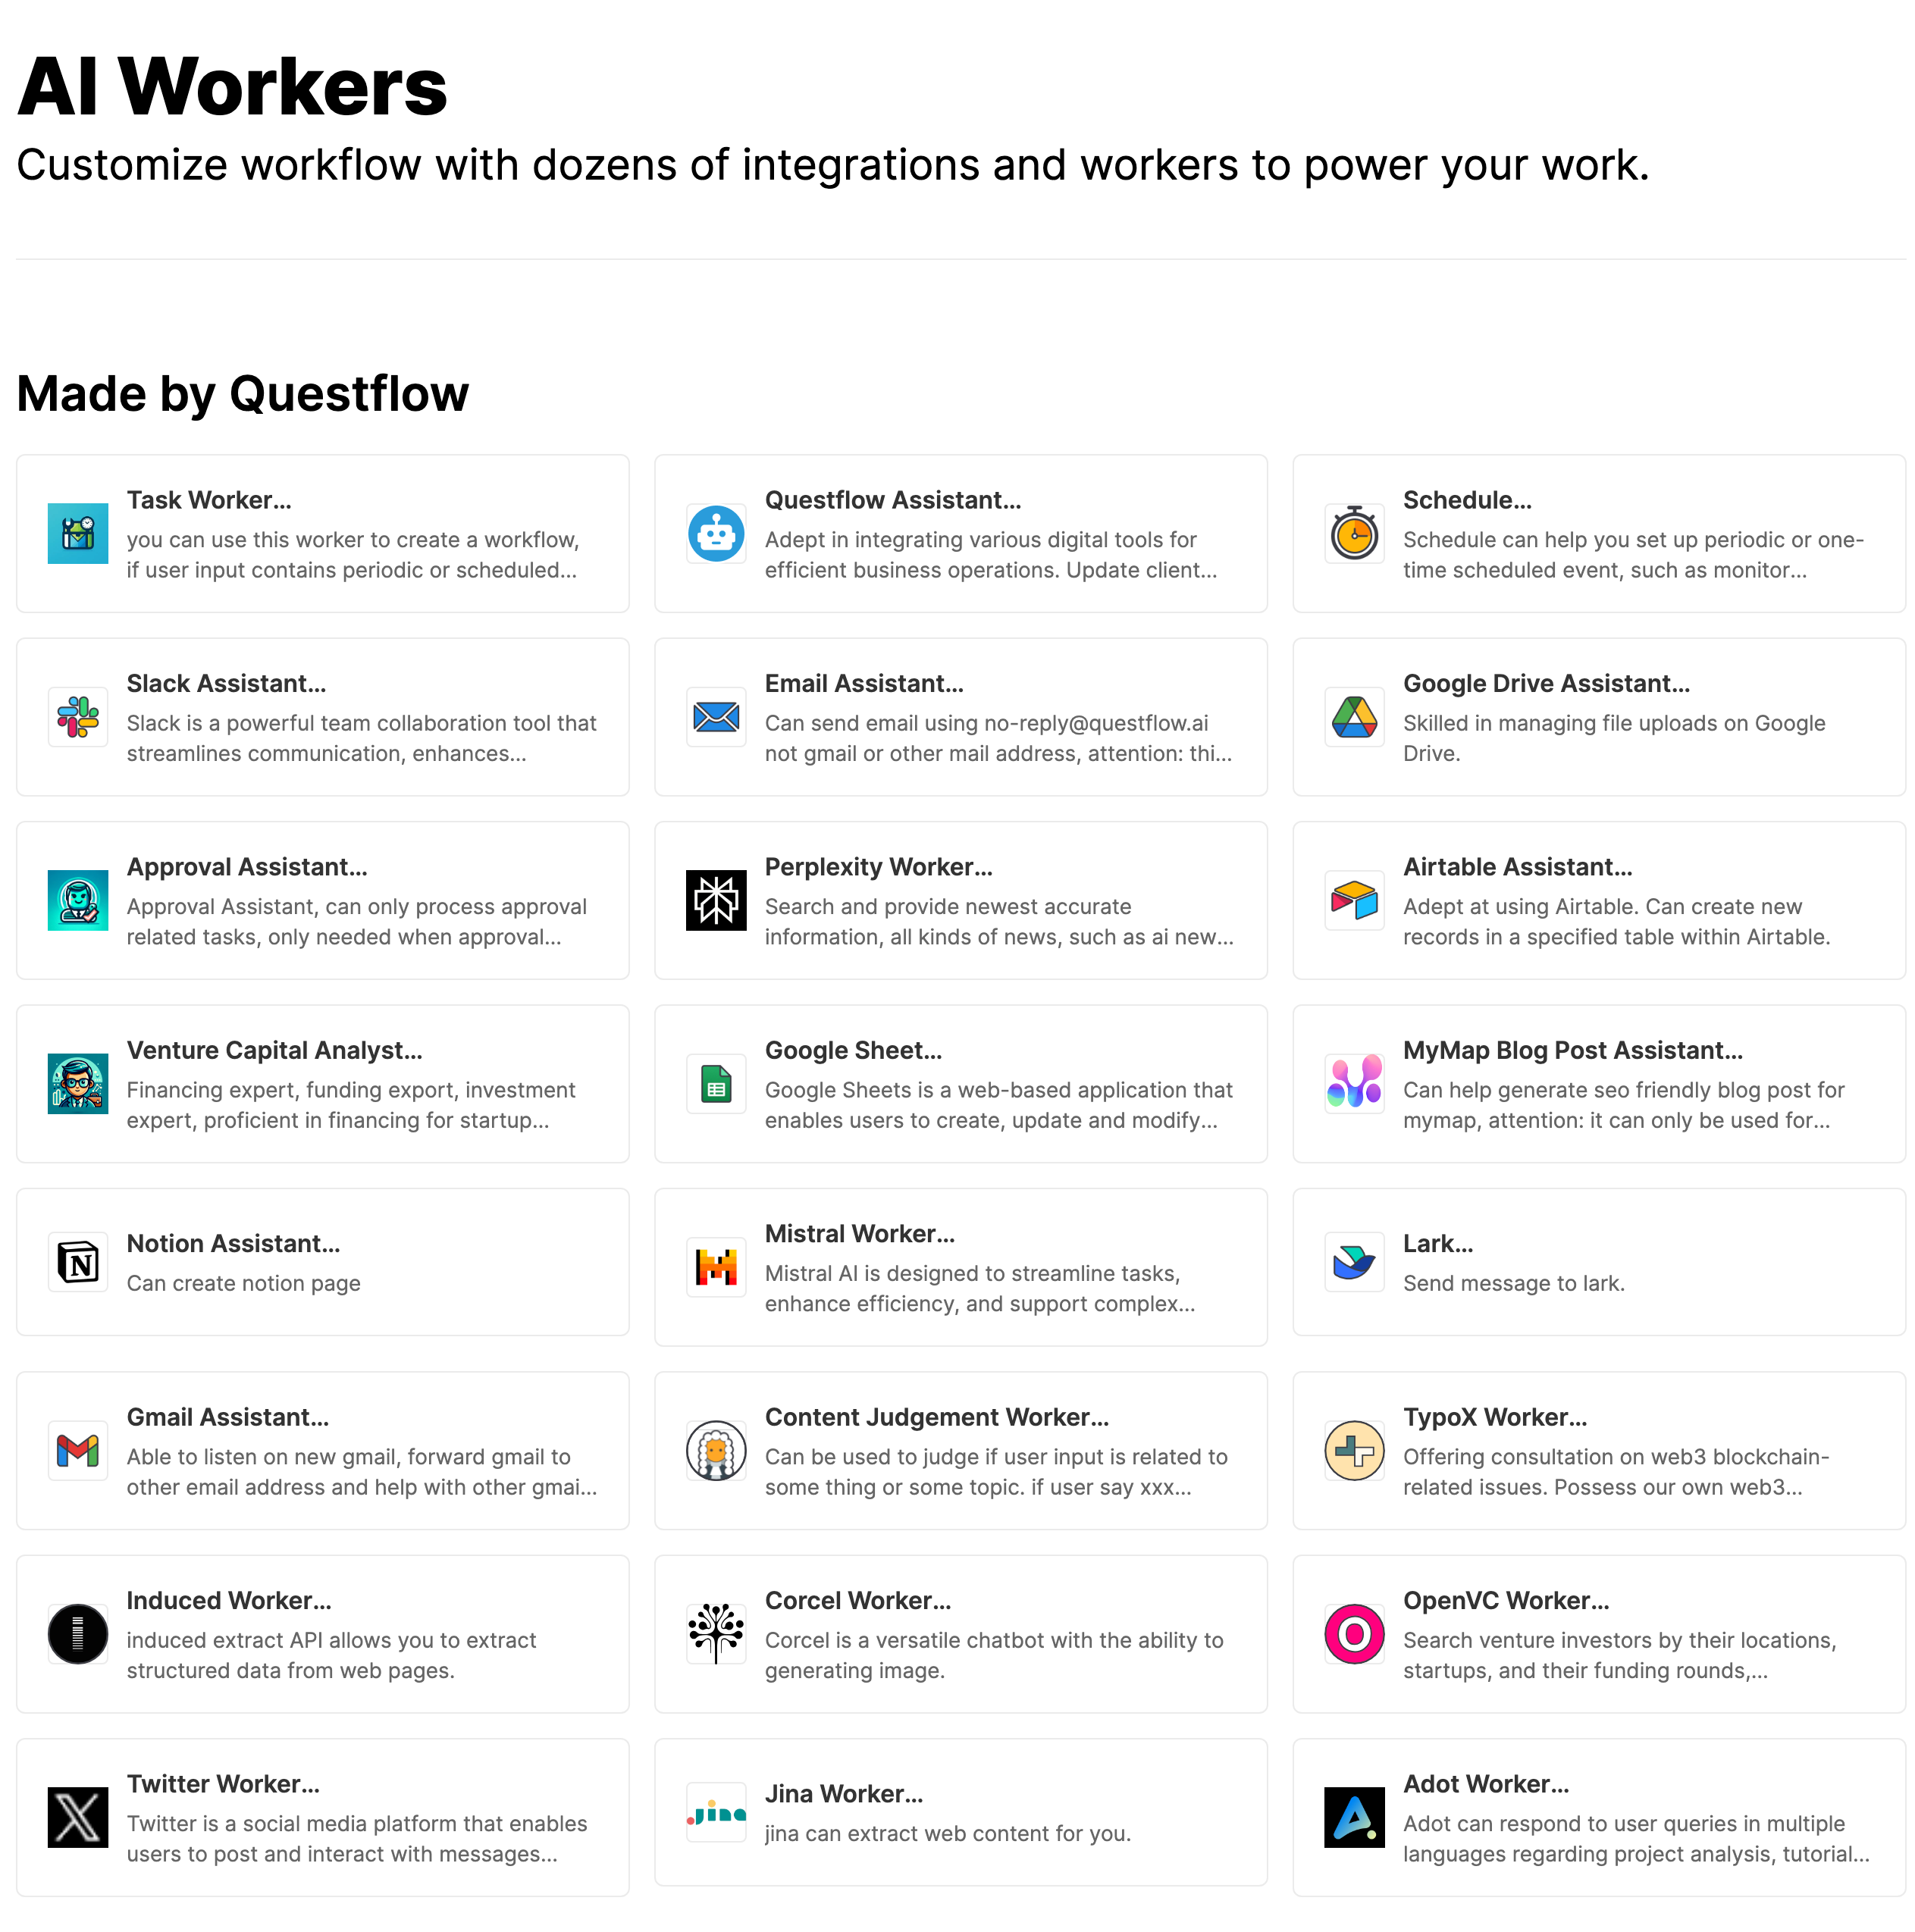 AI Workers
Customize workflow with dozens of integrations and workers to power your work.
Made by Questflow
Task Worker...
you can use this worker to create a workflow,
if user input contains periodic or scheduled...
Questflow Assistant...
Adept in integrating various digital tools for
efficient business operations. Update client...
Schedule...
Schedule can help you set up periodic or one-
time scheduled event, such as monitor...
Slack Assistant...
Slack is a powerful team collaboration tool that
streamlines communication, enhances...
Email Assistant...
Can send email using no-reply@questflow.ai
not gmail or other mail address, attention: thi...
Google Drive Assistant...
Skilled in managing file uploads on Google
Drive.
Approval Assistant...
Approval Assistant, can only process approval
related tasks, only needed when approval...
Perplexity Worker...
Search and provide newest accurate
information, all kinds of news, such as ai new...
Airtable Assistant...
Adept at using Airtable. Can create new
records in a specified table within Airtable.
Venture Capital Analyst...
Financing expert, funding export, investment
expert, proficient in financing for startup...
Google Sheet...
Google Sheets is a web-based application that
enables users to create, update and modify...
MyMap Blog Post Assistant...
Can help generate seo friendly blog post for
mymap, attention: it can only be used for...
N
Notion Assistant...
Can create notion page
Mistral Worker...
Mistral AI is designed to streamline tasks,
enhance efficiency, and support complex...
Lark...
Send message to lark.
Gmail Assistant...
Able to listen on new gmail, forward gmail to
other email address and help with other gmai...
Content Judgement Worker...
Can be used to judge if user input is related to
some thing or some topic. if user say xxx...
TypoX Worker...
Offering consultation on web3 blockchain-
related issues. Possess our own web3...
Induced Worker...
induced extract API allows you to extract
structured data from web pages.
Corcel Worker...
Corcel is a versatile chatbot with the ability to
generating image.
OpenVC Worker...
Search venture investors by their locations,
startups, and their funding rounds,...
Twitter Worker...
Twitter is a social media platform that enables
users to post and interact with messages...
jina
Jina Worker...
jina can extract web content for you.
Adot Worker...
Adot can respond to user queries in multiple
languages regarding project analysis, tutorial...